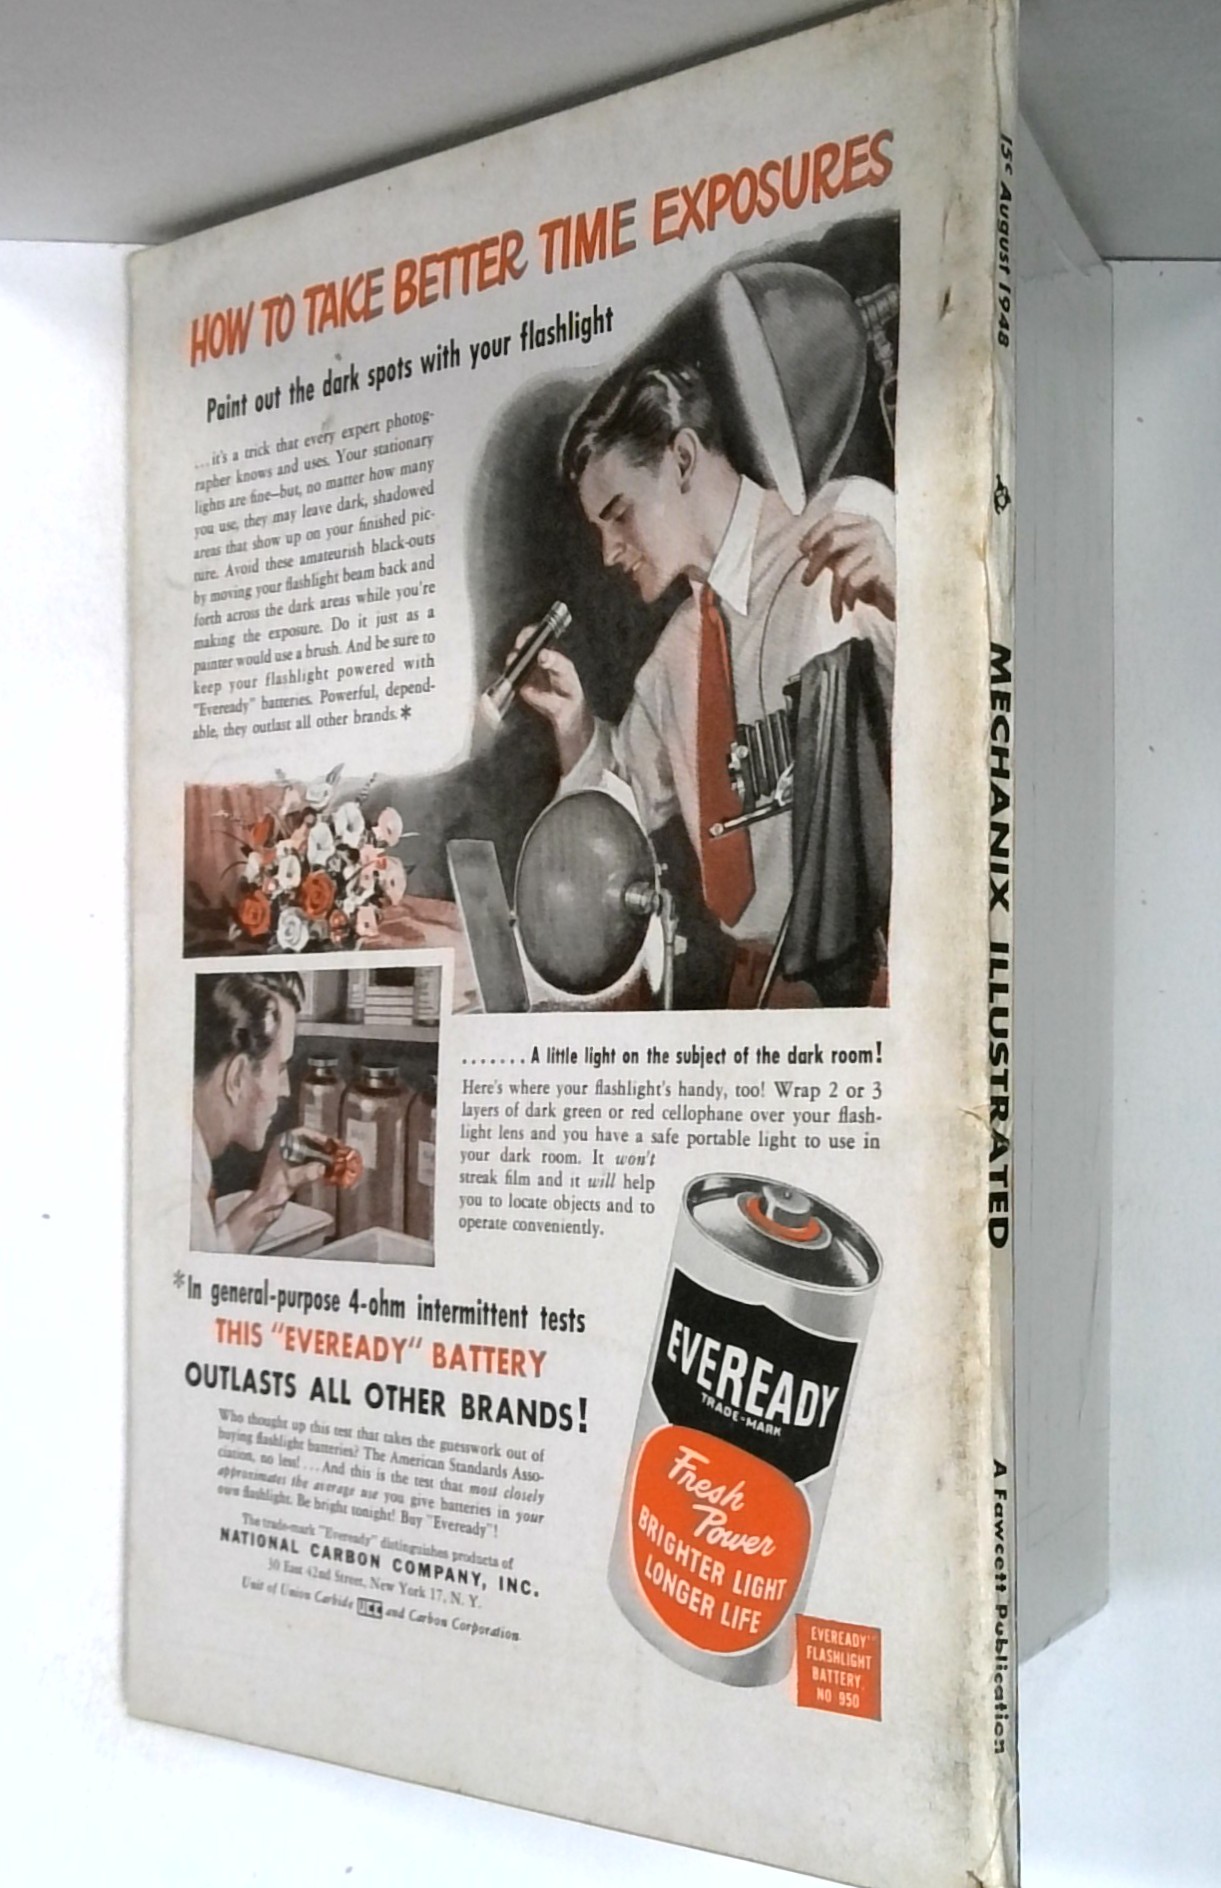 HOW TO TAKE BETTER TIME EXPOSURES
Paint out the dark spots with your flashlight
...it's a trick that every expert photog-
rapher knows and uses. Your stationary
lights are fine—but, no matter how many
you use, they may leave dark, shadowed
areas that show up on your finished pic-
ture. Avoid these amateurish black-outs
by moving your flashlight beam back and
forth across the dark areas while you're
making the exposure. Do it just as a
painter would use a brush. And be sure to
keep your flashlight powered with
"Eveready" batteries. Powerful, depend-
able, they outlast all other brands.*
.......A little light on the subject of the dark room!
Here's where your flashlight's handy, too! Wrap 2 or 3
layers of dark green or red cellophane over your flash-
light lens and you have a safe portable light to use in
your dark room. It won't
streak film and it will help
you to locate objects and to
operate conveniently.
*In general-purpose 4-ohm intermittent tests
THIS "EVEREADY" BATTERY
OUTLASTS ALL OTHER BRANDS!
Who thought up this test that takes the guesswork out of
buying flashlight batteries? The American Standards Asso-
ciation, no less! ...And this is the test that most closely
approximates the average use you give batteries in your
own flashlight. Be bright tonight! Buy "Eveready"!
The trade-mark "Eveready" distinguishes products of
NATIONAL CARBON COMPANY, INC.
30 East 42nd Street, New York 17, N. Y.
Unit of Union Carbide UCC and Carbon Corporation
EVEREADY
TRADE-MARK
Fresh
Power
BRIGHTER LIGHT
LONGER LIFE
EVEREADY
FLASHLIGHT
BATTERY,
NO 950
15¢ August 1948
MECHANIX ILLUSTRATED
A Fawcett Publication